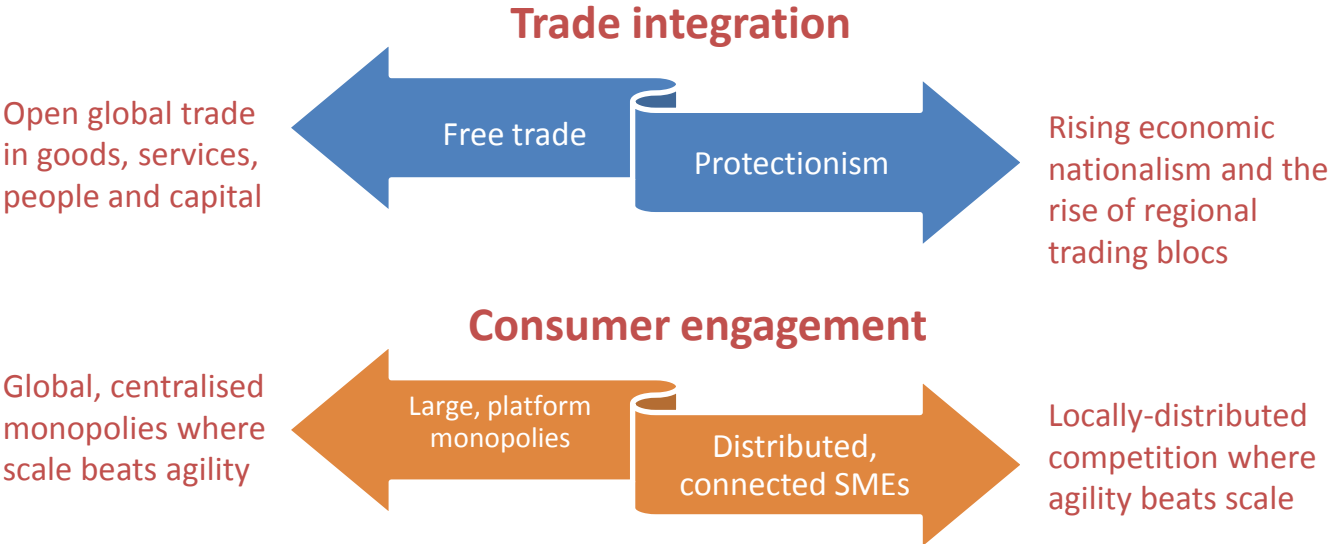 Trade integration
Open global trade
in goods, services,
people and capital
Free trade
Protectionism
Rising economic
nationalism and the
rise of regional
trading blocs
Consumer engagement
Global, centralised
monopolies where
scale beats agility
Large, platform
monopolies
Distributed,
connected SMEs
Locally-distributed
competition where
agility beats scale